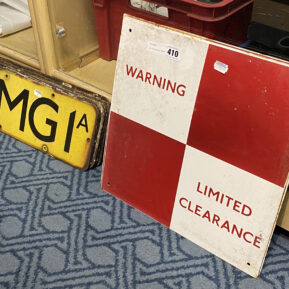 410
WARNING
MG1A
LIMITED
CLEARANCE